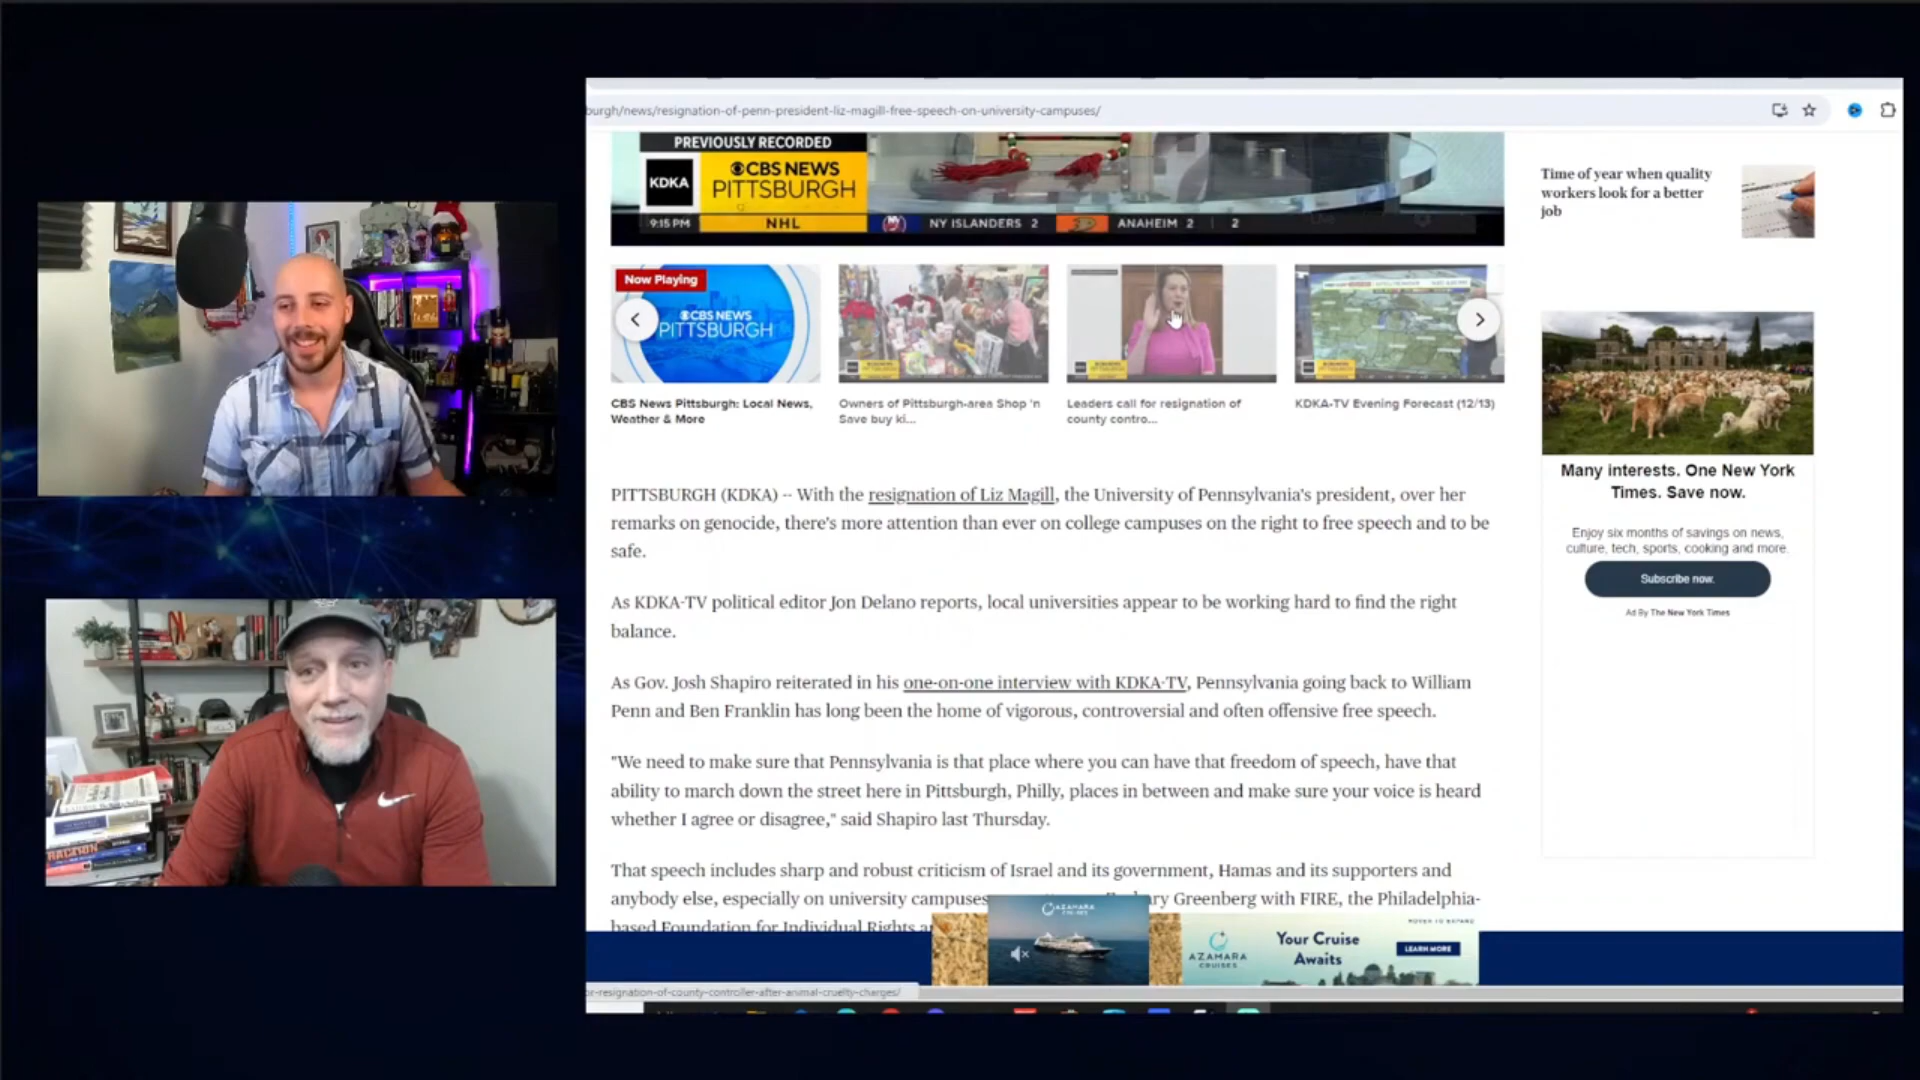 burgh/news/resignation-of-penn-president-liz-magill-free-speech-on-university-campuses/
PREVIOUSLY RECORDED
KDKA
CBS NEWS
PITTSBURGH
9:15 PM
NHL
NY ISLANDERS 2
ANAHEIM 2
2
Time of year when quality
workers look for a better
job
Now Playing
CBS NEWS
PITTSBURGH
CBS News Pittsburgh: Local News,
Weather & More
Owners of Pittsburgh-area Shop 'n
Save buy ki...
Leaders call for resignation of
county contro...
KDKA-TV Evening Forecast (12/13)
PITTSBURGH (KDKA) -- With the resignation of Liz Magill, the University of Pennsylvania's president, over her
remarks on genocide, there's more attention than ever on college campuses on the right to free speech and to be
safe.
As KDKA-TV political editor Jon Delano reports, local universities appear to be working hard to find the right
balance.
As Gov. Josh Shapiro reiterated in his one-on-one interview with KDKA-TV, Pennsylvania going back to William
Penn and Ben Franklin has long been the home of vigorous, controversial and often offensive free speech.
"We need to make sure that Pennsylvania is that place where you can have that freedom of speech, have that
ability to march down the street here in Pittsburgh, Philly, places in between and make sure your voice is heard
whether I agree or disagree," said Shapiro last Thursday.
That speech includes sharp and robust criticism of Israel and its government, Hamas and its supporters and
anybody else, especially on university campuses ary Greenberg with FIRE, the Philadelphia-
based Foundation for Individual Rights a
Many interests. One New York
Times. Save now.
Enjoy six months of savings on news,
culture, tech, sports, cooking and more.
Subscribe now.
Ad By The New York Times
AZAMARA
CRUISES
AZAMARA
CRUISES
Your Cruise
Awaits
HOVER TO EXPAND
LEARN MORE
or-resignation-of-county-controller-after-animal-cruelty-charges/